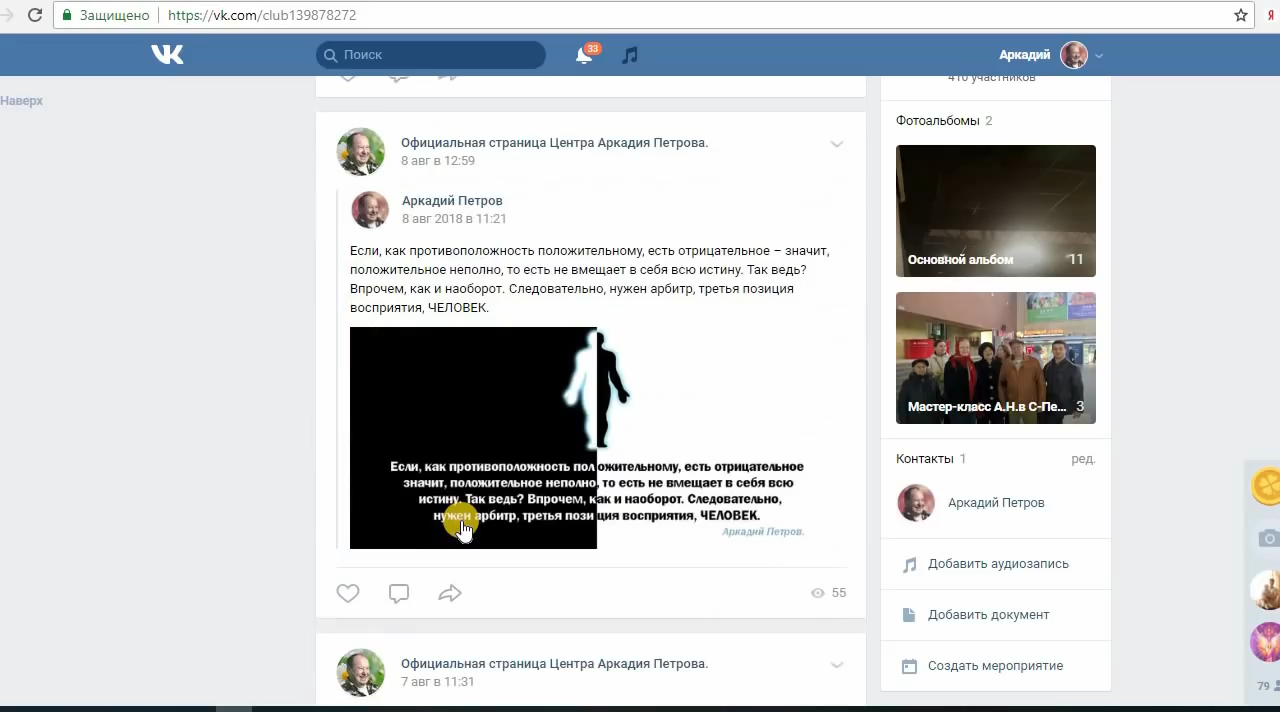 Защищено
https://vk.com/club139878272
Я
Поиск
33
Аркадий
Наверх
410 участников
Официальная страница Центра Аркадия Петрова.
8 авг в 12:59
Аркадий Петров
8 авг 2018 в 11:21
Если, как противоположность положительному, есть отрицательное – значит,
положительное неполно, то есть не вмещает в себя всю истину. Так ведь?
Впрочем, как и наоборот. Следовательно, нужен арбитр, третья позиция
восприятия, ЧЕЛОВЕК.
Если, как противоположность положительному, есть отрицательное
значит, положительное неполно, то есть не вмещает в себя всю
истину. Так ведь? Впрочем, как и наоборот. Следовательно,
нужен арбитр, третья позиция восприятия, ЧЕЛОВЕК.
Аркадий Петров.
55
Официальная страница Центра Аркадия Петрова.
7 авг в 11:31
Фотоальбомы 2
Основной альбом 11
Мастер-класс А.Н.в С-Пе... 3
Контакты 1
ред.
Аркадий Петров
Добавить аудиозапись
Добавить документ
Создать мероприятие
79